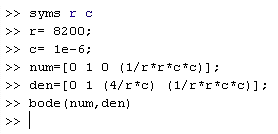 >> syms r c
>> r= 8200;
>> c= 1e-6;
>> num=[0 1 0 (1/r*r*c*c)];
>> den=[0 1 (4/r*c) (1/r*r*c*c)];
>> bode(num,den)
>>